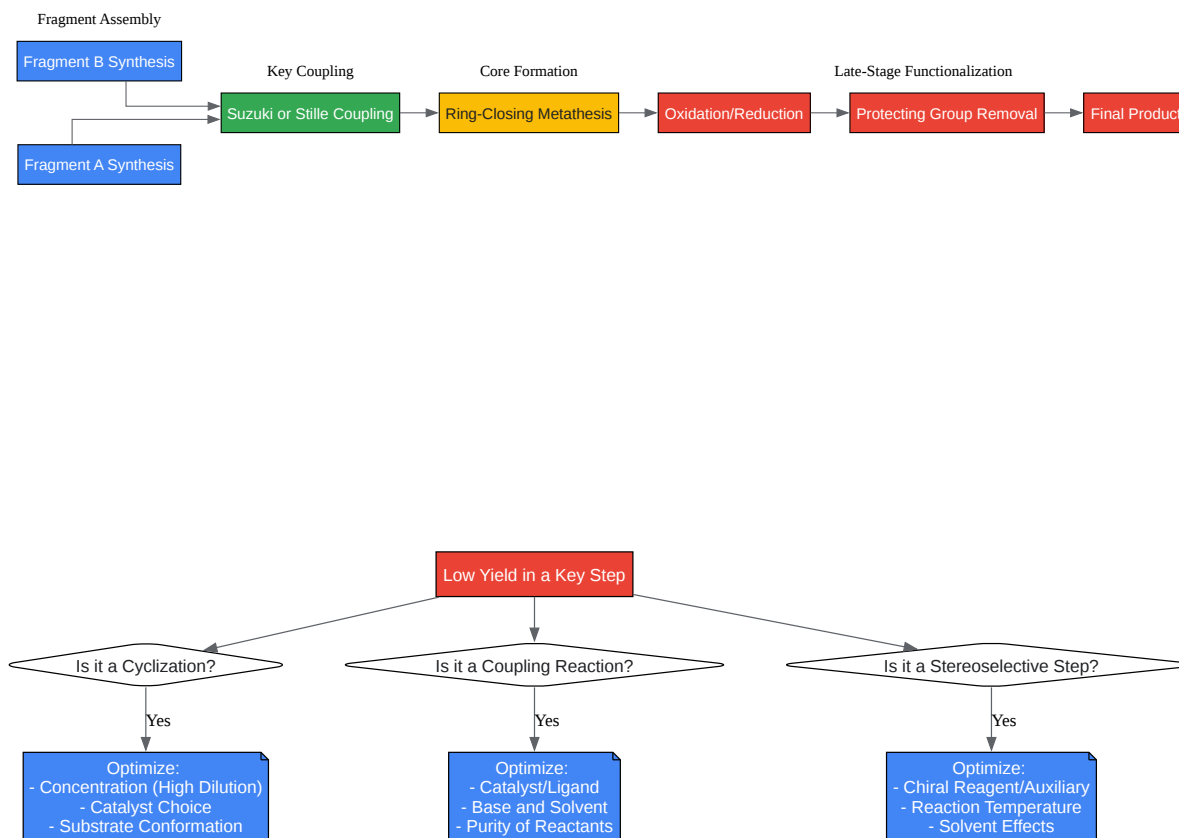 Fragment Assembly
Fragment B Synthesis
Key Coupling
Core Formation
Late-Stage Functionalization
Suzuki or Stille Coupling
Ring-Closing Metathesis
Oxidation/Reduction
Protecting Group Removal
Final Product
Fragment A Synthesis
Low Yield in a Key Step
Is it a Cyclization?
Is it a Coupling Reaction?
Is it a Stereoselective Step?
Yes
Yes
Yes
Optimize:
- Concentration (High Dilution)
- Catalyst Choice
- Substrate Conformation
Optimize:
- Catalyst/Ligand
- Base and Solvent
- Purity of Reactants
Optimize:
- Chiral Reagent/Auxiliary
- Reaction Temperature
- Solvent Effects